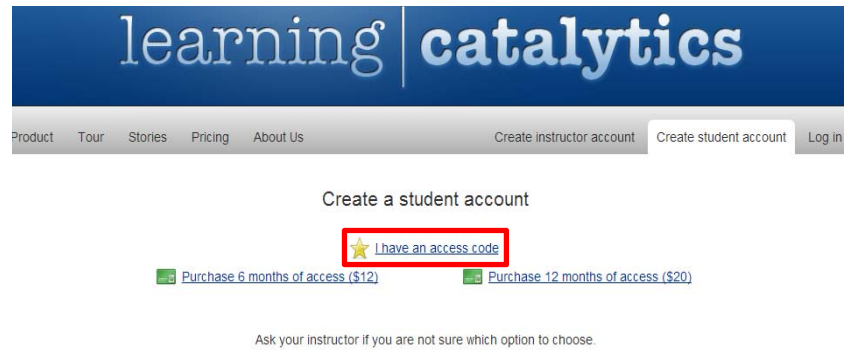 learning catalytics
Product Tour Stories Pricing About Us Create instructor account Create student account Log in
Create a student account
I have an access code
Purchase 6 months of access ($12) Purchase 12 months of access ($20)
Ask your instructor if you are not sure which option to choose.